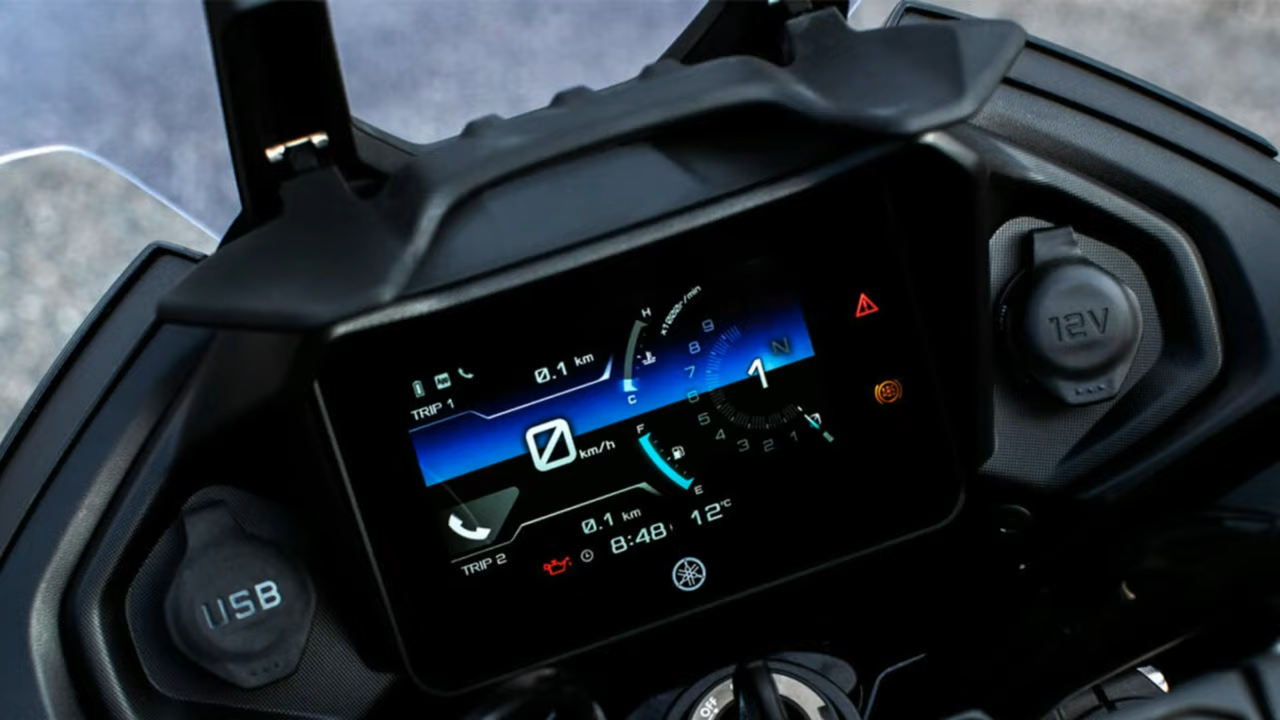 0.1 km
TRIP 1
H
x1000r/min
C
9
8
7
6
5
4
3
2
1
N
1
0 km/h
F
E
0.1 km
TRIP 2
8:48
12°C
12V
USB
OFF